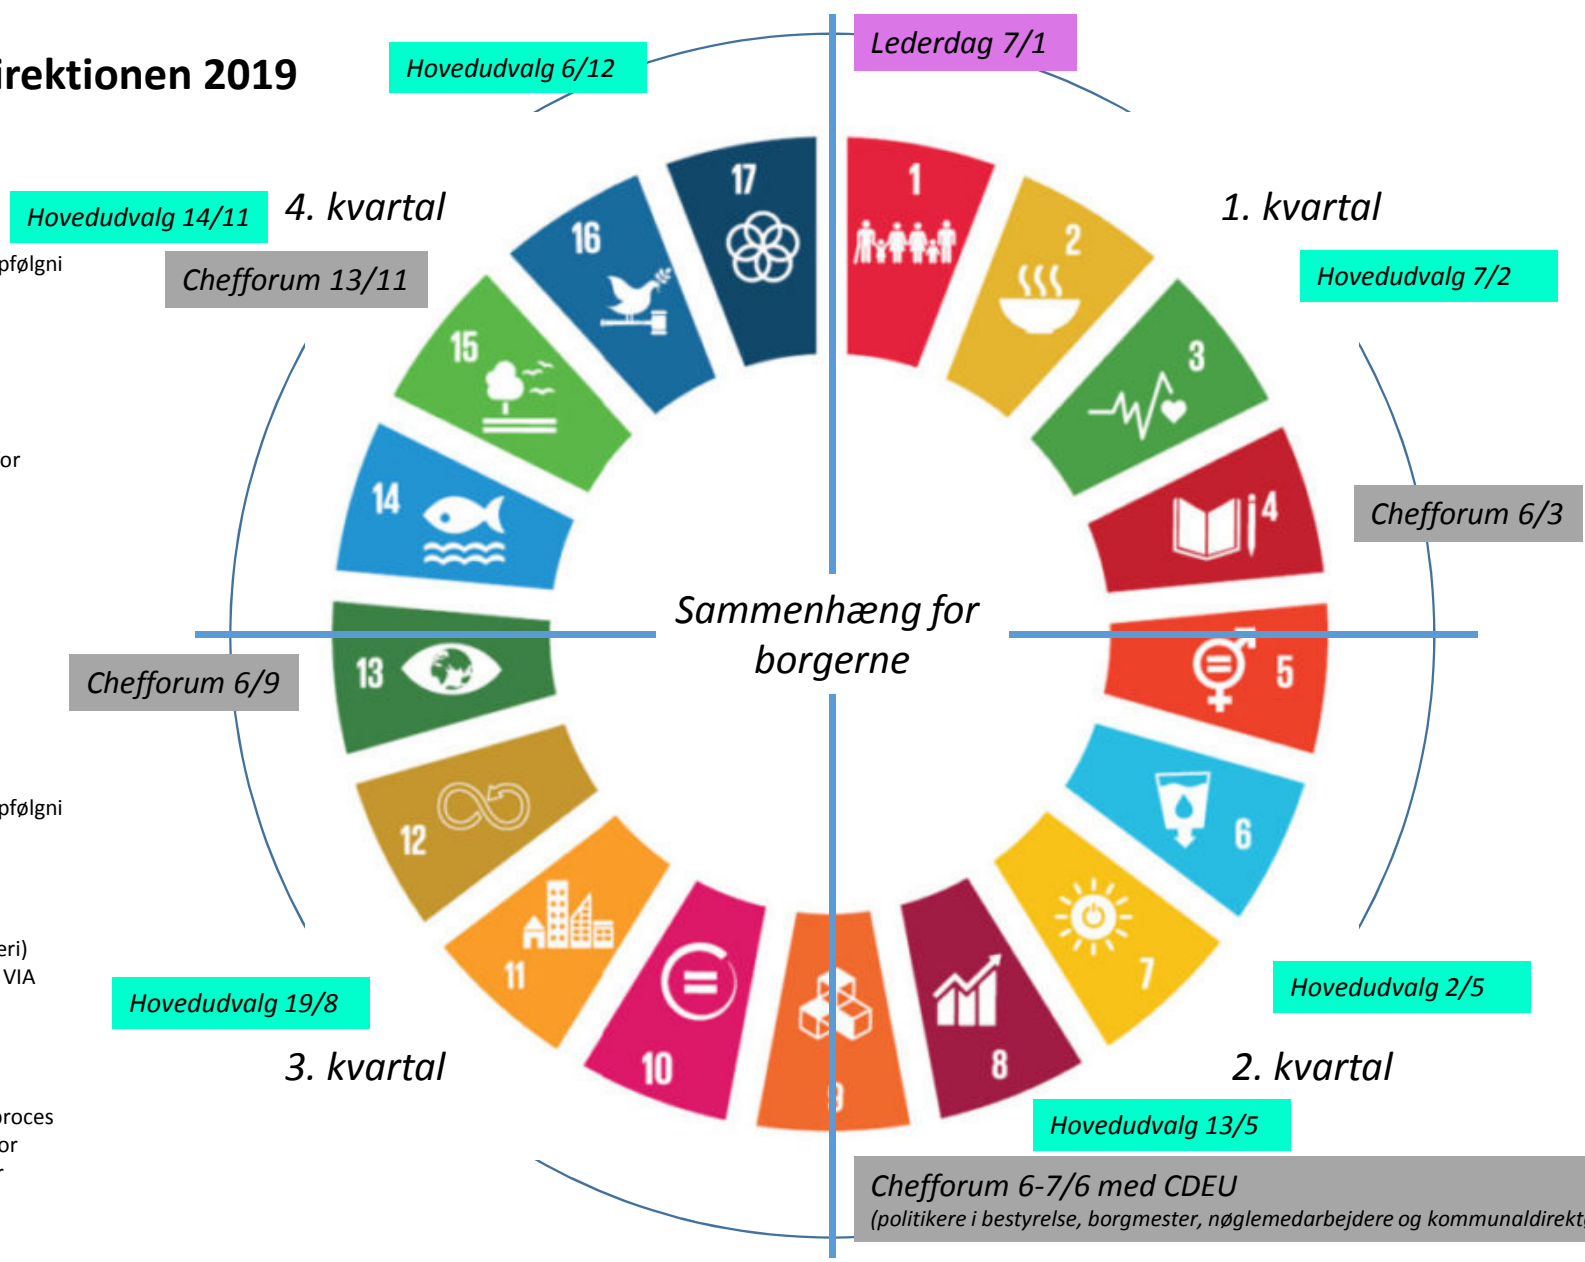 irektionen 2019
Hovedudvalg 6/12
Lederdag 7/1
4. kvartal
1. kvartal
Hovedudvalg 14/11
Chefforum 13/11
pfølgni
Hovedudvalg 7/2
17
1
16
2
15
3
or
14
4
Chefforum 6/3
Sammenhæng for
borgerne
Chefforum 6/9
13
5
pfølgni
12
6
eri)
VIA
11
7
Hovedudvalg 19/8
Hovedudvalg 2/5
3. kvartal
10
9
8
2. kvartal
proces
or
r
Hovedudvalg 13/5
Chefforum 6-7/6 med CDEU
(politikere i bestyrelse, borgmester, nøglemedarbejdere og kommunaldirekt